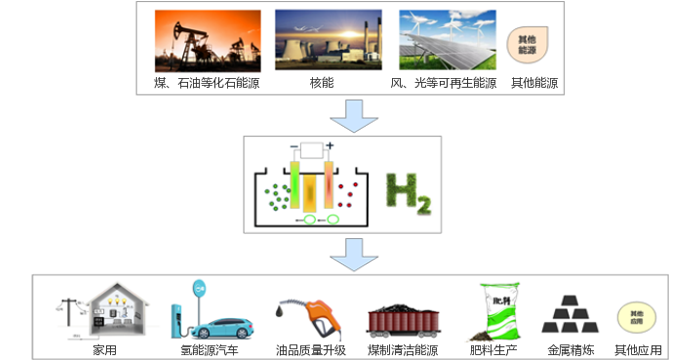 其他
能源
煤、石油等化石能源
核能
风、光等可再生能源
其他能源
− +
H2
肥料
其他
应用
家用
氢能源汽车
油品质量升级
煤制清洁能源
肥料生产
金属精炼
其他应用